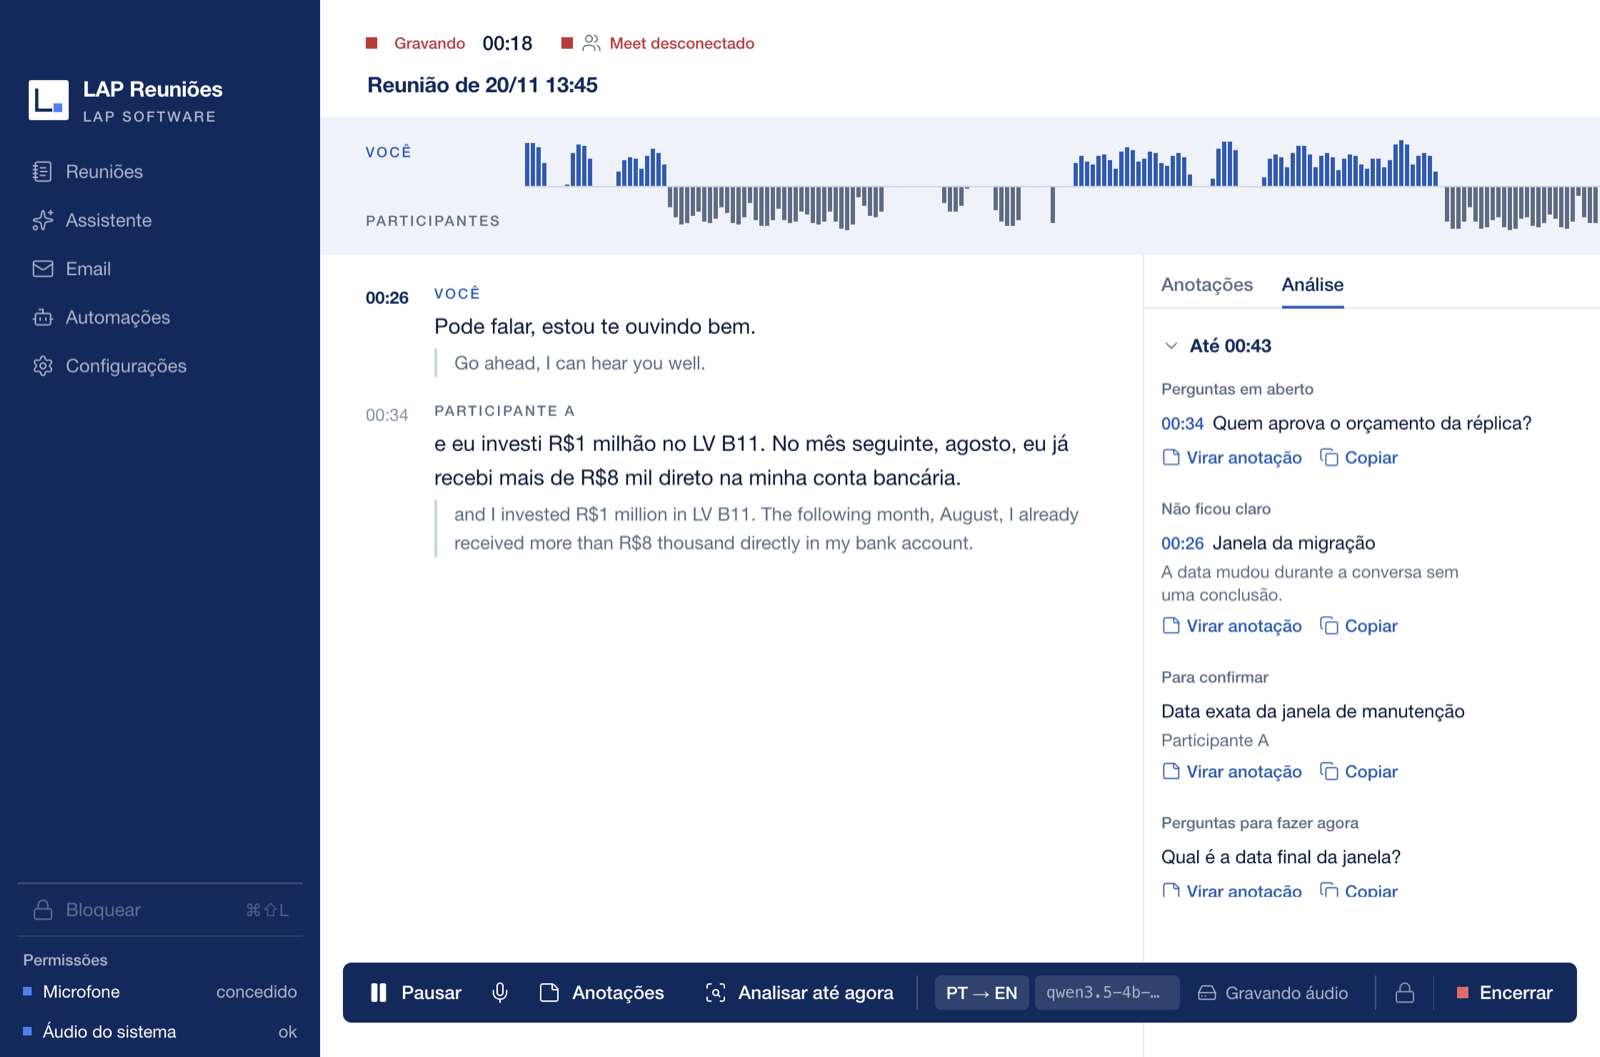 LAP Reuniões
LAP SOFTWARE
Reuniões
Assistente
Email
Automações
Configurações
Bloquear ⌘⇧L
Permissões
Microfone concedido
Áudio do sistema ok
Gravando 00:18 Meet desconectado
Reunião de 20/11 13:45
VOCÊ
PARTICIPANTES
00:26 VOCÊ
Pode falar, estou te ouvindo bem.
Go ahead, I can hear you well.
00:34 PARTICIPANTE A
e eu investi R$1 milhão no LV B11. No mês seguinte, agosto, eu já
recebi mais de R$8 mil direto na minha conta bancária.
and I invested R$1 million in LV B11. The following month, August, I already
received more than R$8 thousand directly in my bank account.
Anotações Análise
Até 00:43
Perguntas em aberto
00:34 Quem aprova o orçamento da réplica?
Virar anotação Copiar
Não ficou claro
00:26 Janela da migração
A data mudou durante a conversa sem
uma conclusão.
Virar anotação Copiar
Para confirmar
Data exata da janela de manutenção
Participante A
Virar anotação Copiar
Perguntas para fazer agora
Qual é a data final da janela?
Virar anotação Copiar
Pausar Anotações Analisar até agora PT → EN qwen3.5-4b-… Gravando áudio Encerrar